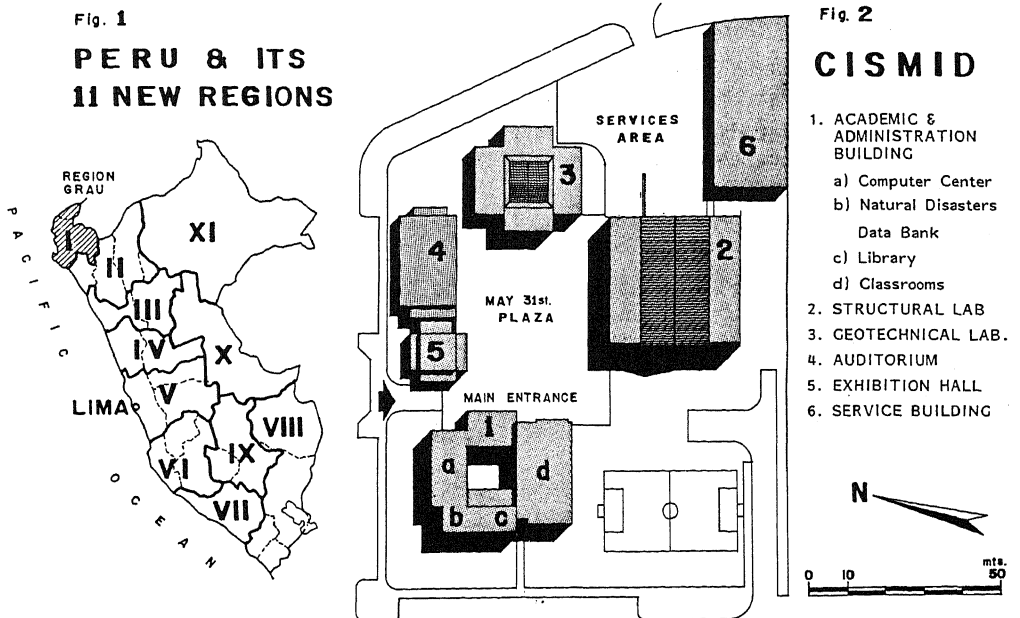 Fig. 1
PERU & ITS
11 NEW REGIONS
REGION
GRAU
PACIFIC
OCEAN
I
II
III
IV
V
VI
VII
VIII
IX
X
XI
LIMA
SERVICES
AREA
6
3
4
2
MAY 31st.
PLAZA
5
MAIN ENTRANCE
1
a
d
b
c
Fig. 2
CISMID
1. ACADEMIC &
ADMINISTRATION
BUILDING
a) Computer Center
b) Natural Disasters
Data Bank
c) Library
d) Classrooms
2. STRUCTURAL LAB
3. GEOTECHNICAL LAB.
4. AUDITORIUM
5. EXHIBITION HALL
6. SERVICE BUILDING
N
mts.
0 10 50